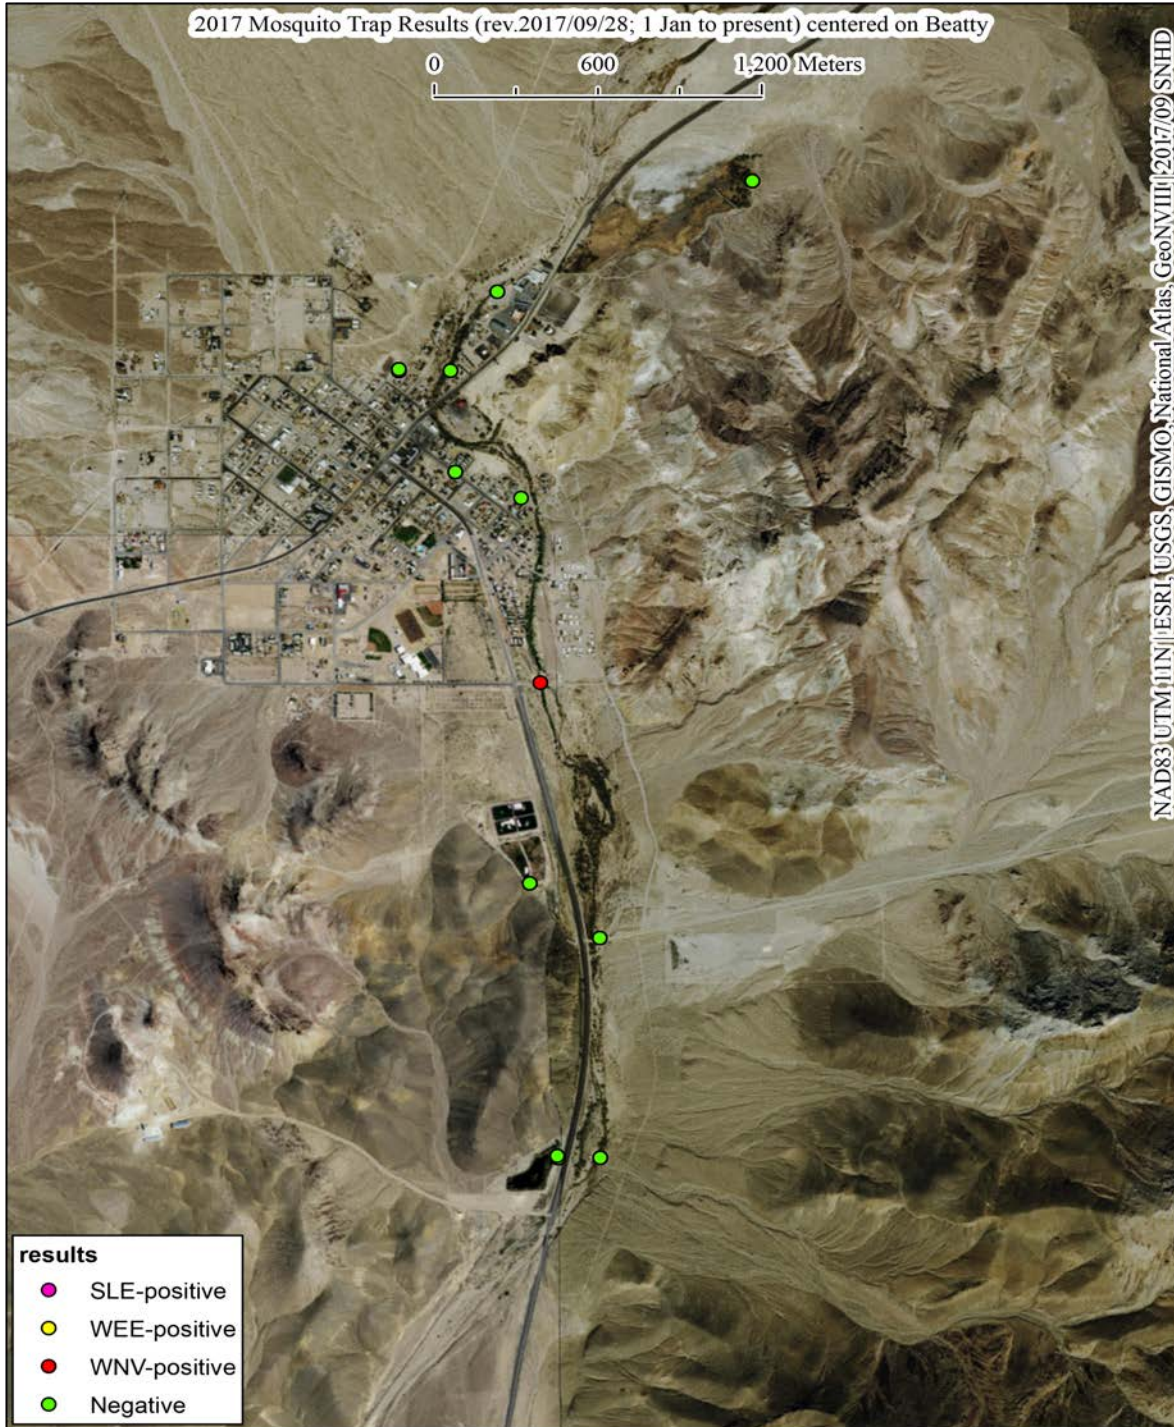 2017 Mosquito Trap Results (rev.2017/09/28; 1 Jan to present) centered on Beatty
0 600 1,200 Meters
NAD83 UTM 11N | ESRI, USGS, GISMO, National Atlas, GeoNVIII | 2017/09 SNHD
results
SLE-positive
WEE-positive
WNV-positive
Negative